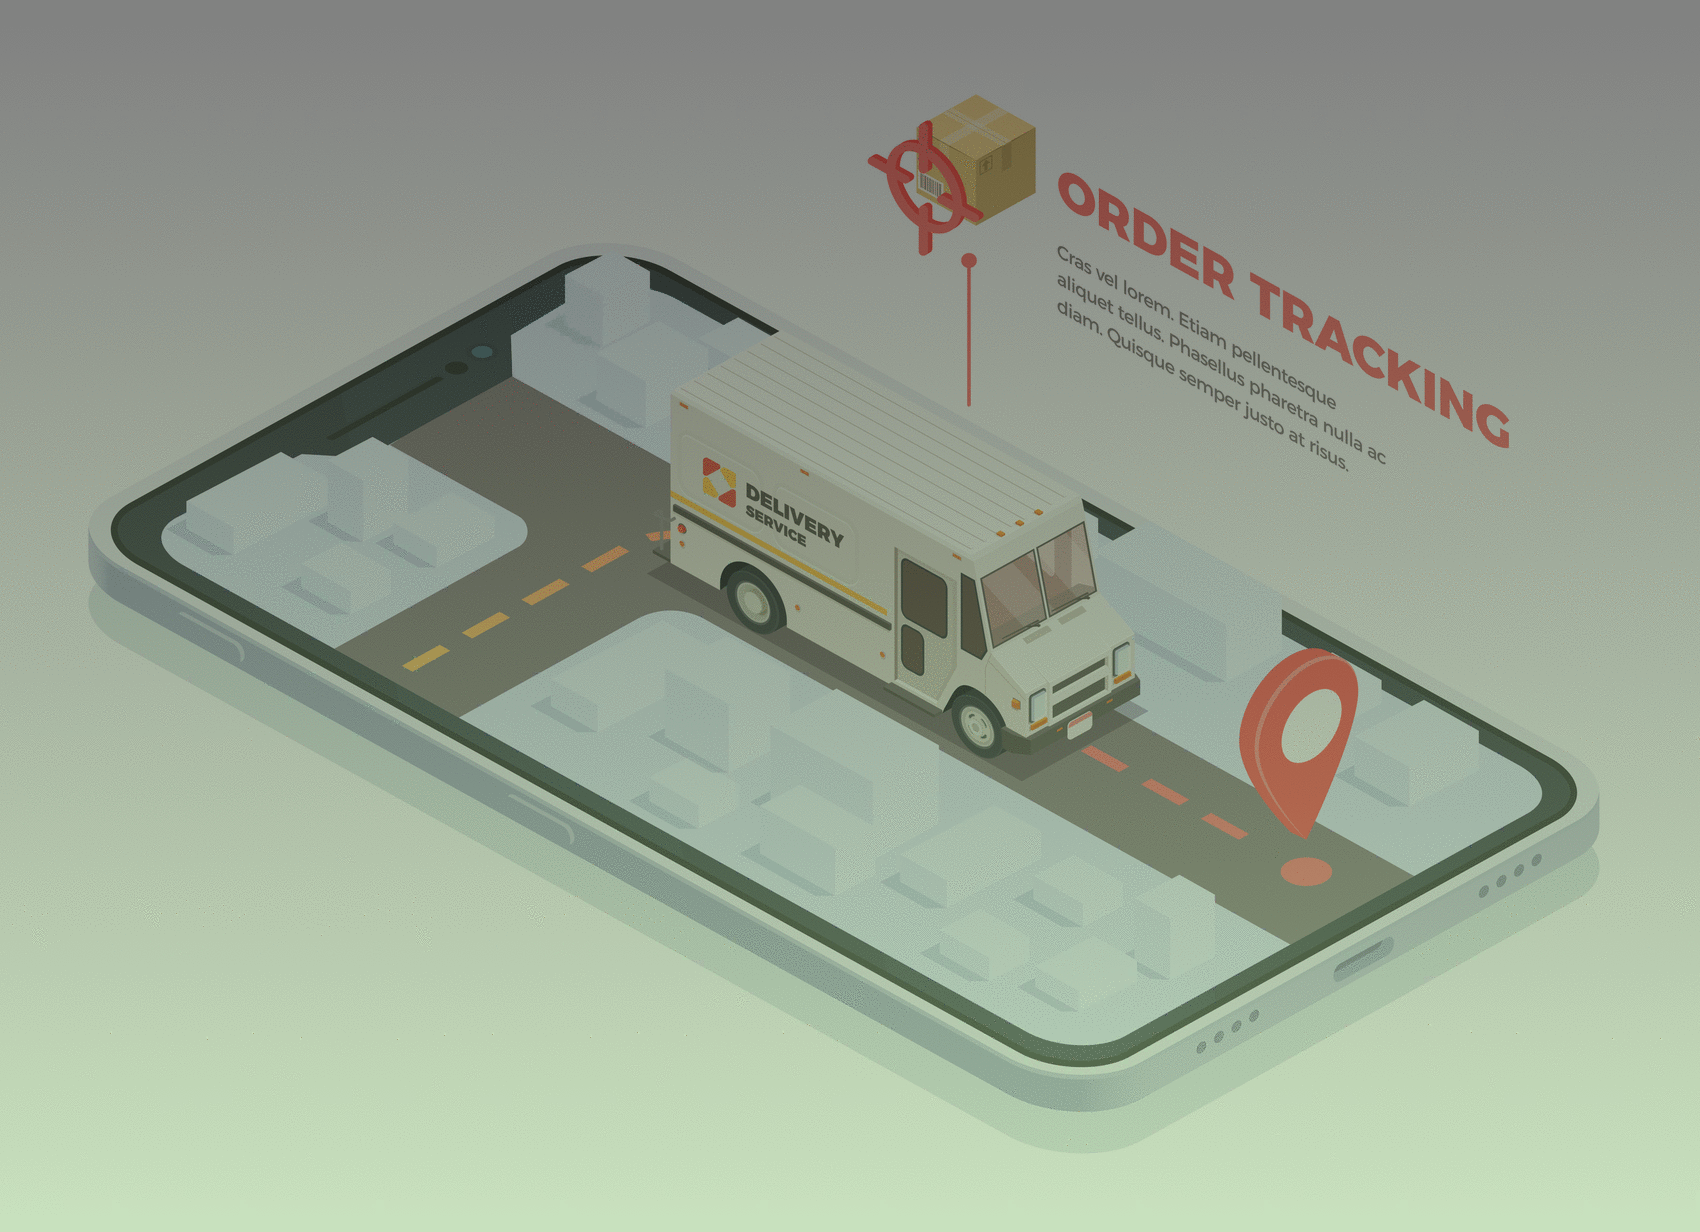 ORDER TRACKING
Cras vel lorem. Etiam pellentesque
aliquet tellus. Phasellus pharetra nulla ac
diam. Quisque semper justo at risus.
DELIVERY
SERVICE